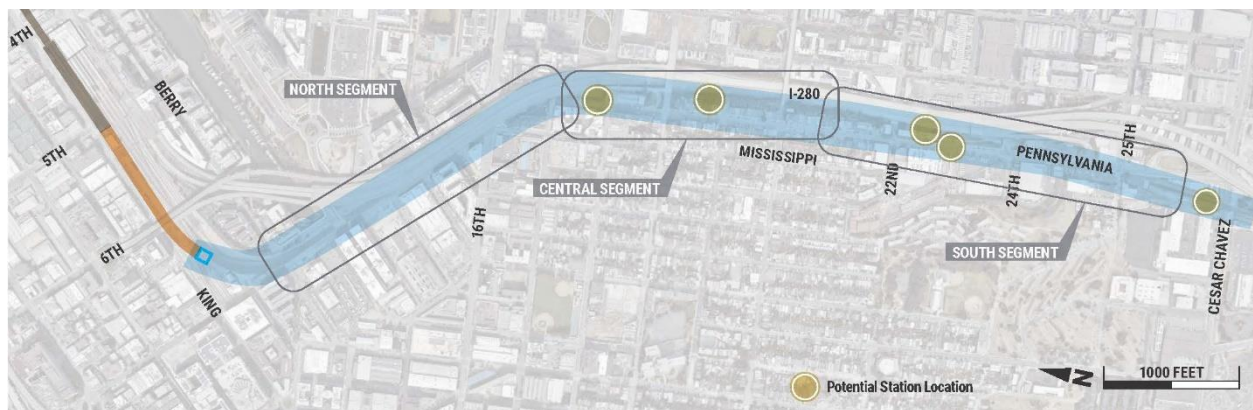 4TH
BERRY
NORTH SEGMENT
I-280
5TH
MISSISSIPPI
PENNSYLVANIA
25TH
CENTRAL SEGMENT
22ND
24TH
16TH
6TH
SOUTH SEGMENT
KING
CESAR CHAVEZ
N
1000 FEET
Potential Station Location